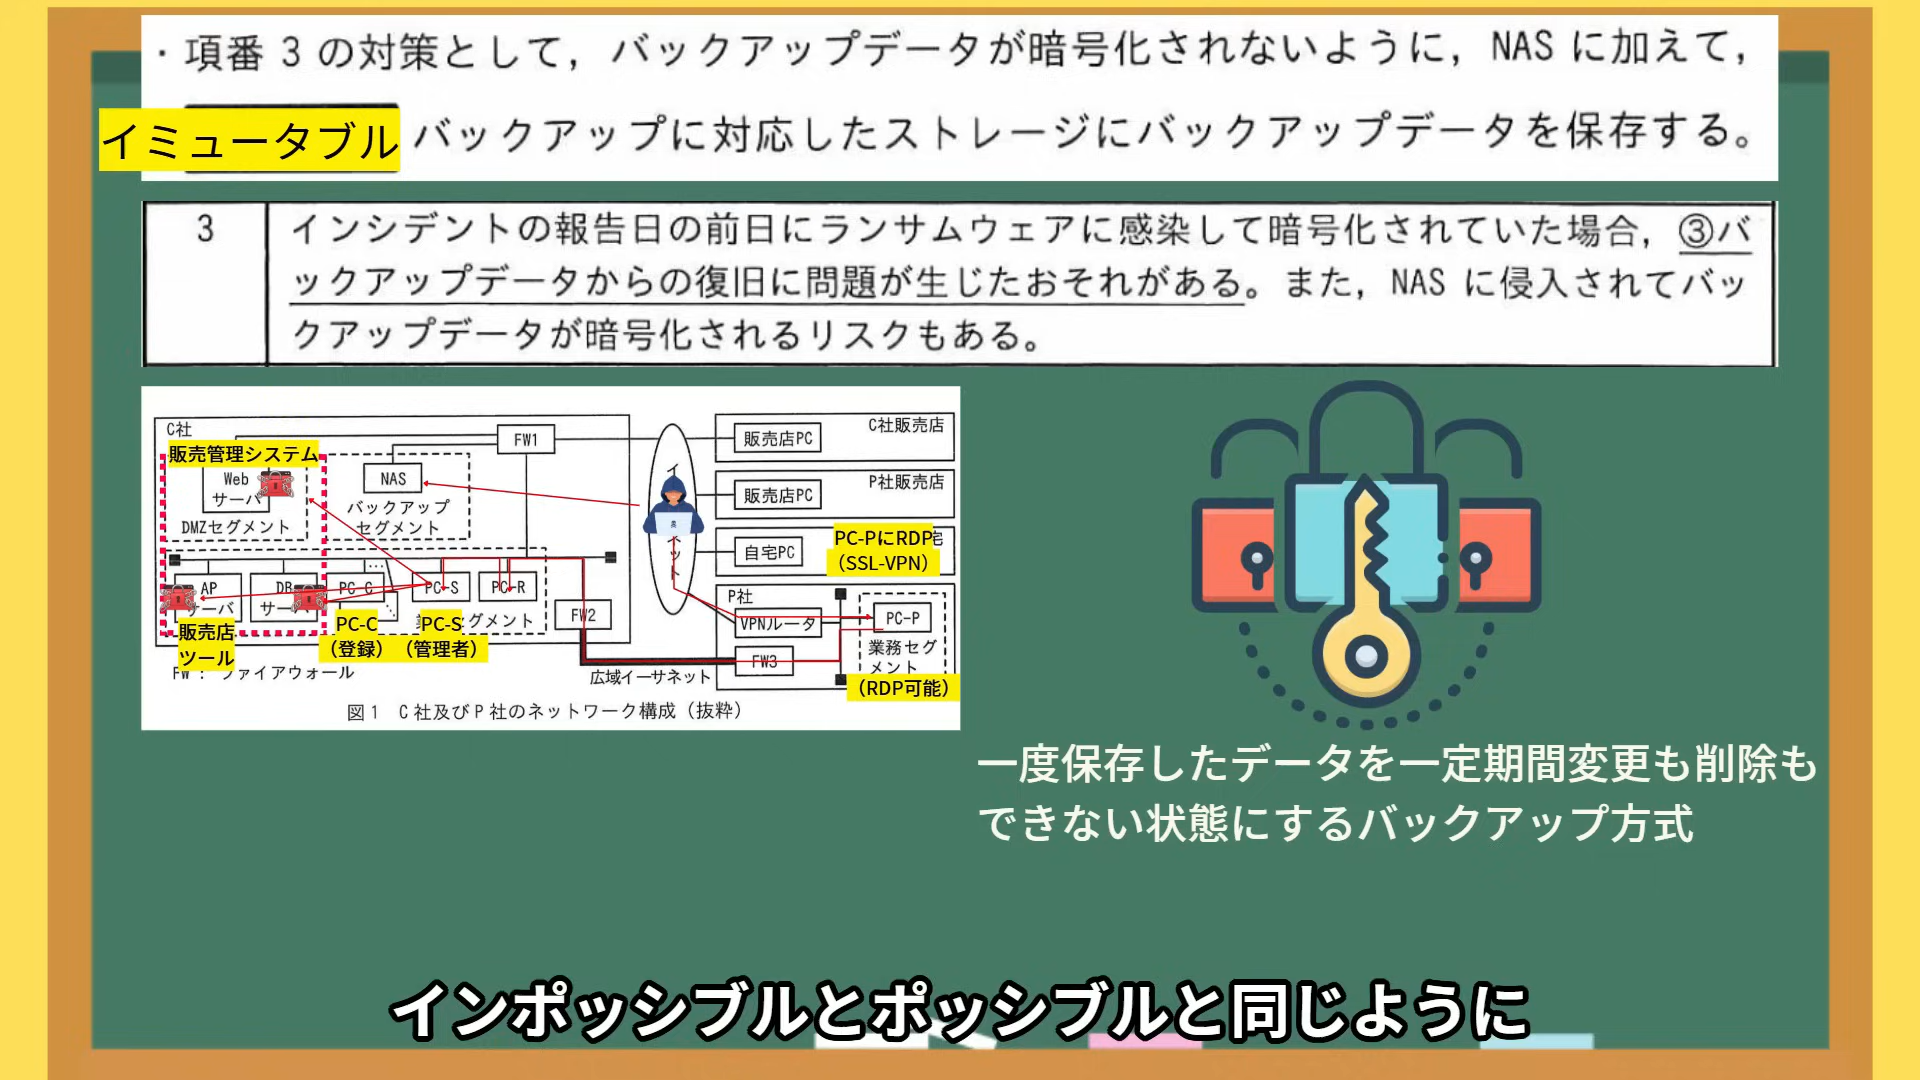 ・項番 3 の対策として，バックアップデータが暗号化されないように，NAS に加えて，
イミュータブル バックアップに対応したストレージにバックアップデータを保存する。
3
インシデントの報告日の前日にランサムウェアに感染して暗号化されていた場合，③バ
ックアップデータからの復旧に問題が生じたおそれがある。また，NAS に侵入されてバッ
クアップデータが暗号化されるリスクもある。
C社
販売管理システム
Web
サーバ
DMZセグメント
NAS
バックアップ
セグメント
FW1
AP
サーバ
DB
サーバ
PC-C
PC-S
PC-R
FW2
販売店
ツール
PC-C
（登録）
PC-S
（管理者）
セグメント
FW： ファイアウォール
広域イーサネット
販売店PC
C社販売店
販売店PC
P社販売店
自宅PC
PC-PにRDP
（SSL-VPN）
宅
P社
VPNルータ
FW3
PC-P
業務セグ
メント
（RDP可能）
図1 C社及びP社のネットワーク構成（抜粋）
一度保存したデータを一定期間変更も削除も
できない状態にするバックアップ方式
インポッシブルとポッシブルと同じように